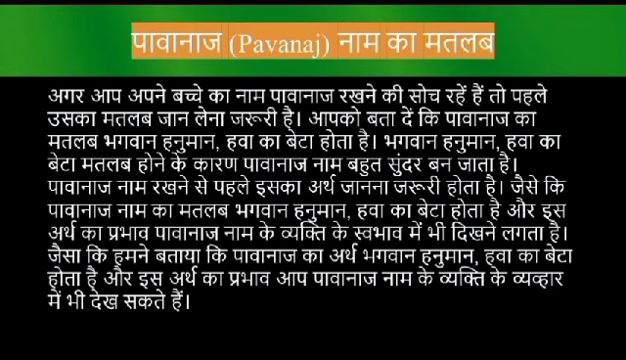 पावानाज (Pavanaj) नाम का मतलब
अगर आप अपने बच्चे का नाम पावानाज रखने की सोच रहें हैं तो पहले
उसका मतलब जान लेना जरूरी है। आपको बता दें कि पावानाज का
मतलब भगवान हनुमान, हवा का बेटा होता है। भगवान हनुमान, हवा का
बेटा मतलब होने के कारण पावानाज नाम बहुत सुंदर बन जाता है।
पावानाज नाम रखने से पहले इसका अर्थ जानना जरूरी होता है। जैसे कि
पावानाज नाम का मतलब भगवान हनुमान, हवा का बेटा होता है और इस
अर्थ का प्रभाव पावानाज नाम के व्यक्ति के स्वभाव में भी दिखने लगता है।
जैसा कि हमने बताया कि पावानाज का अर्थ भगवान हनुमान, हवा का बेटा
होता है और इस अर्थ का प्रभाव आप पावानाज नाम के व्यक्ति के व्यव्हार
में भी देख सकते हैं।